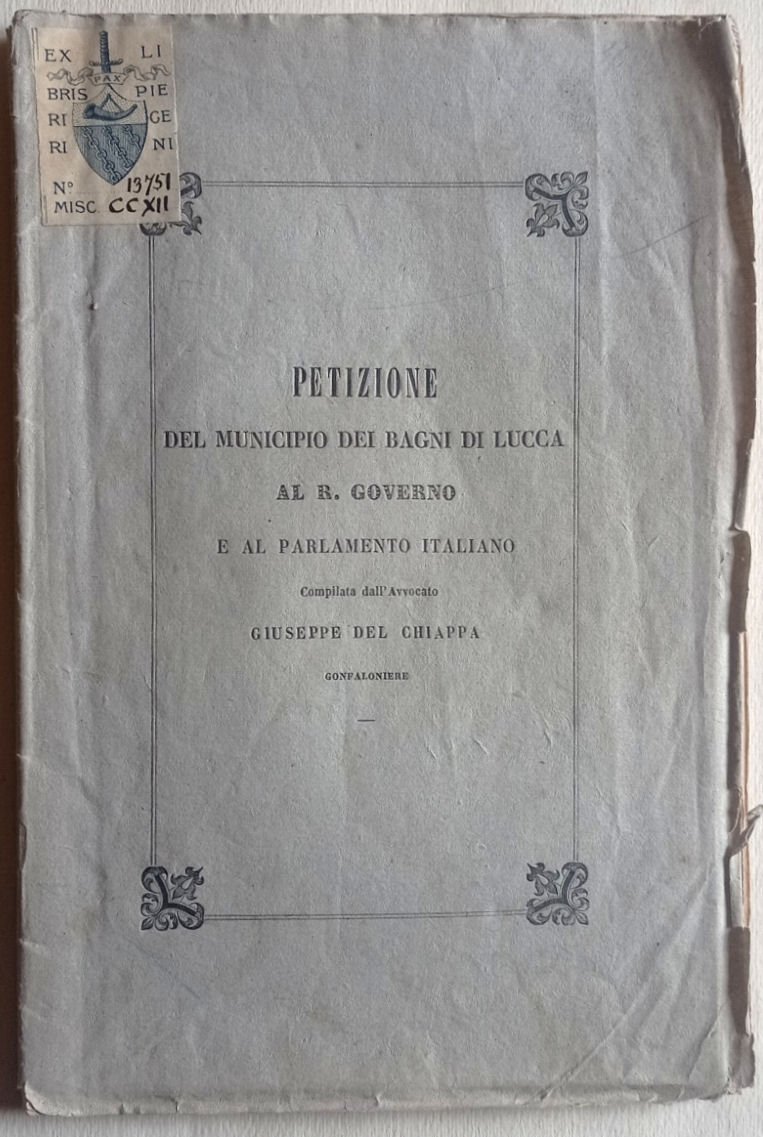 EX LI
PAX
BRIS PIE
RI GE
RI NI
Nº 13751
MISC. CCXII
PETIZIONE
DEL MUNICIPIO DEI BAGNI DI LUCCA
AL R. GOVERNO
E AL PARLAMENTO ITALIANO
Compilata dall'Avvocato
GIUSEPPE DEL CHIAPPA
GONFALONIERE